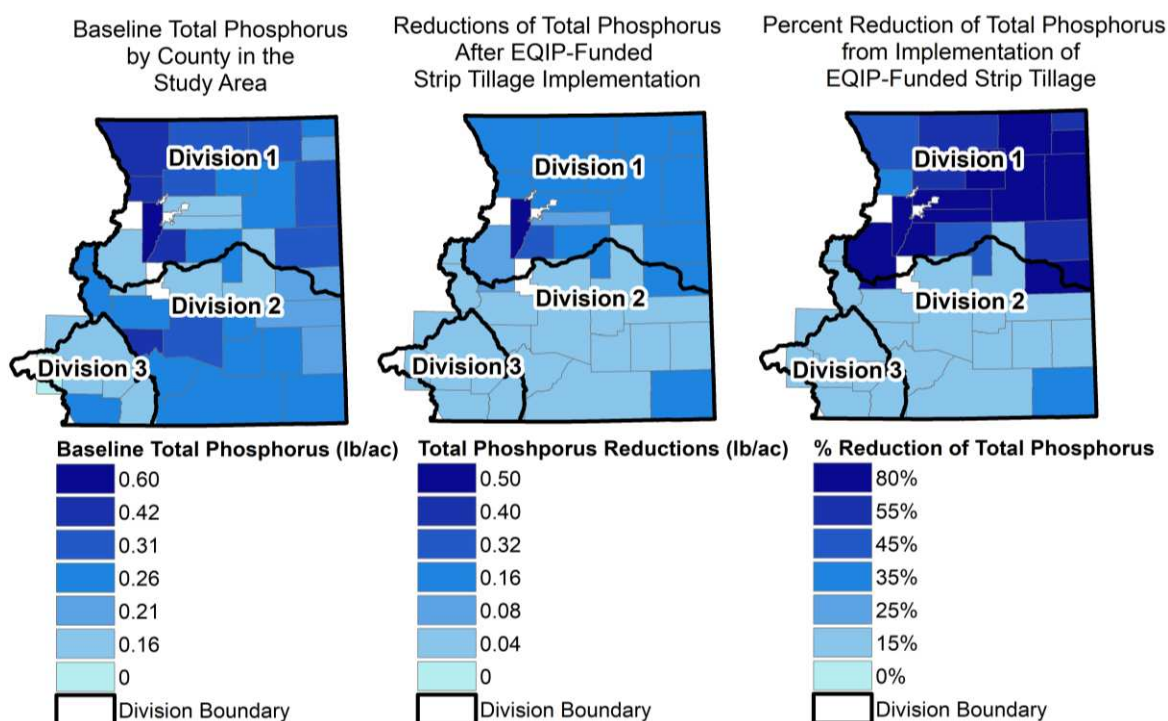 Baseline Total Phosphorus
by County in the
Study Area
Division 1
Division 2
Division 3
Baseline Total Phosphorus (lb/ac)
0.60
0.42
0.31
0.26
0.21
0.16
0
Division Boundary
Reductions of Total Phosphorus
After EQIP-Funded
Strip Tillage Implementation
Division 1
Division 2
Division 3
Total Phoshporus Reductions (lb/ac)
0.50
0.40
0.32
0.16
0.08
0.04
0
Division Boundary
Percent Reduction of Total Phosphorus
from Implementation of
EQIP-Funded Strip Tillage
Division 1
Division 2
Division 3
% Reduction of Total Phosphorus
80%
55%
45%
35%
25%
15%
0%
Division Boundary